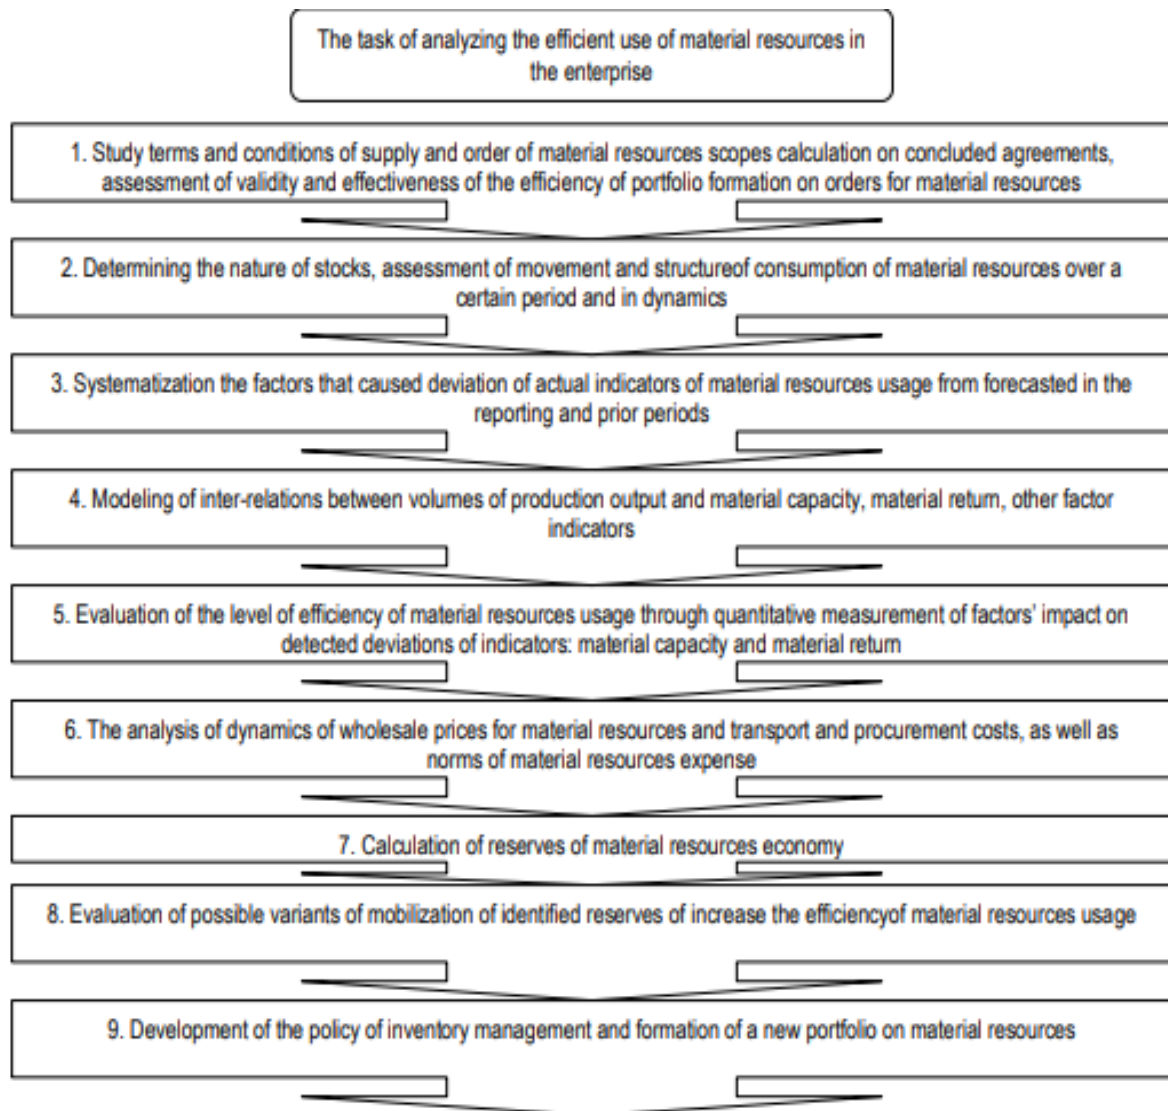 The task of analyzing the efficient use of material resources in
the enterprise
1. Study terms and conditions of supply and order of material resources scopes calculation on concluded agreements,
assessment of validity and effectiveness of the efficiency of portfolio formation on orders for material resources
2. Determining the nature of stocks, assessment of movement and structureof consumption of material resources over a
certain period and in dynamics
3. Systematization the factors that caused deviation of actual indicators of material resources usage from forecasted in the
reporting and prior periods
4. Modeling of inter-relations between volumes of production output and material capacity, material return, other factor
indicators
5. Evaluation of the level of efficiency of material resources usage through quantitative measurement of factors' impact on
detected deviations of indicators: material capacity and material return
6. The analysis of dynamics of wholesale prices for material resources and transport and procurement costs, as well as
norms of material resources expense
7. Calculation of reserves of material resources economy
8. Evaluation of possible variants of mobilization of identified reserves of increase the efficiencyof material resources usage
9. Development of the policy of inventory management and formation of a new portfolio on material resources